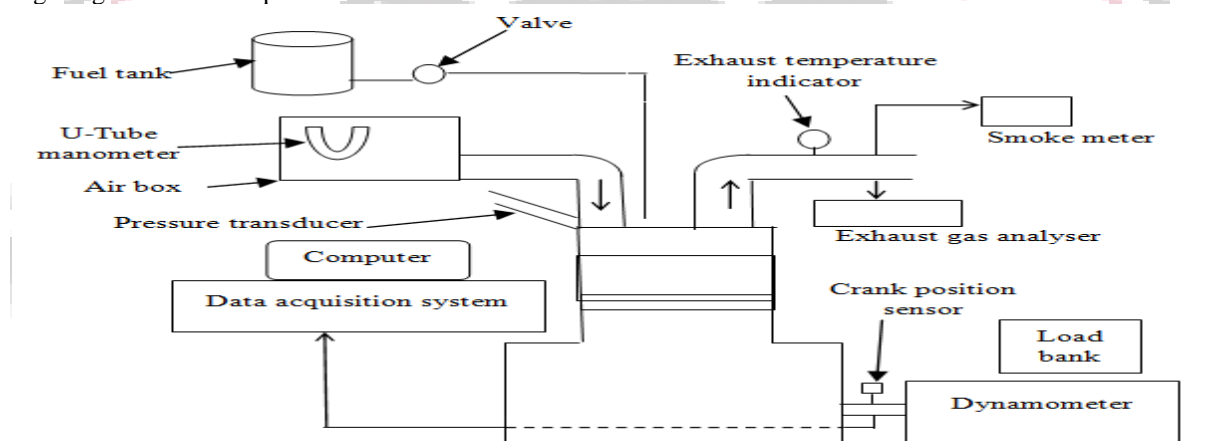 Valve
Fuel tank
Exhaust temperature
indicator
U-Tube
manometer
Smoke meter
Air box
Pressure transducer
Exhaust gas analyser
Computer
Data acquisition system
Crank position
sensor
Load
bank
Dynamometer